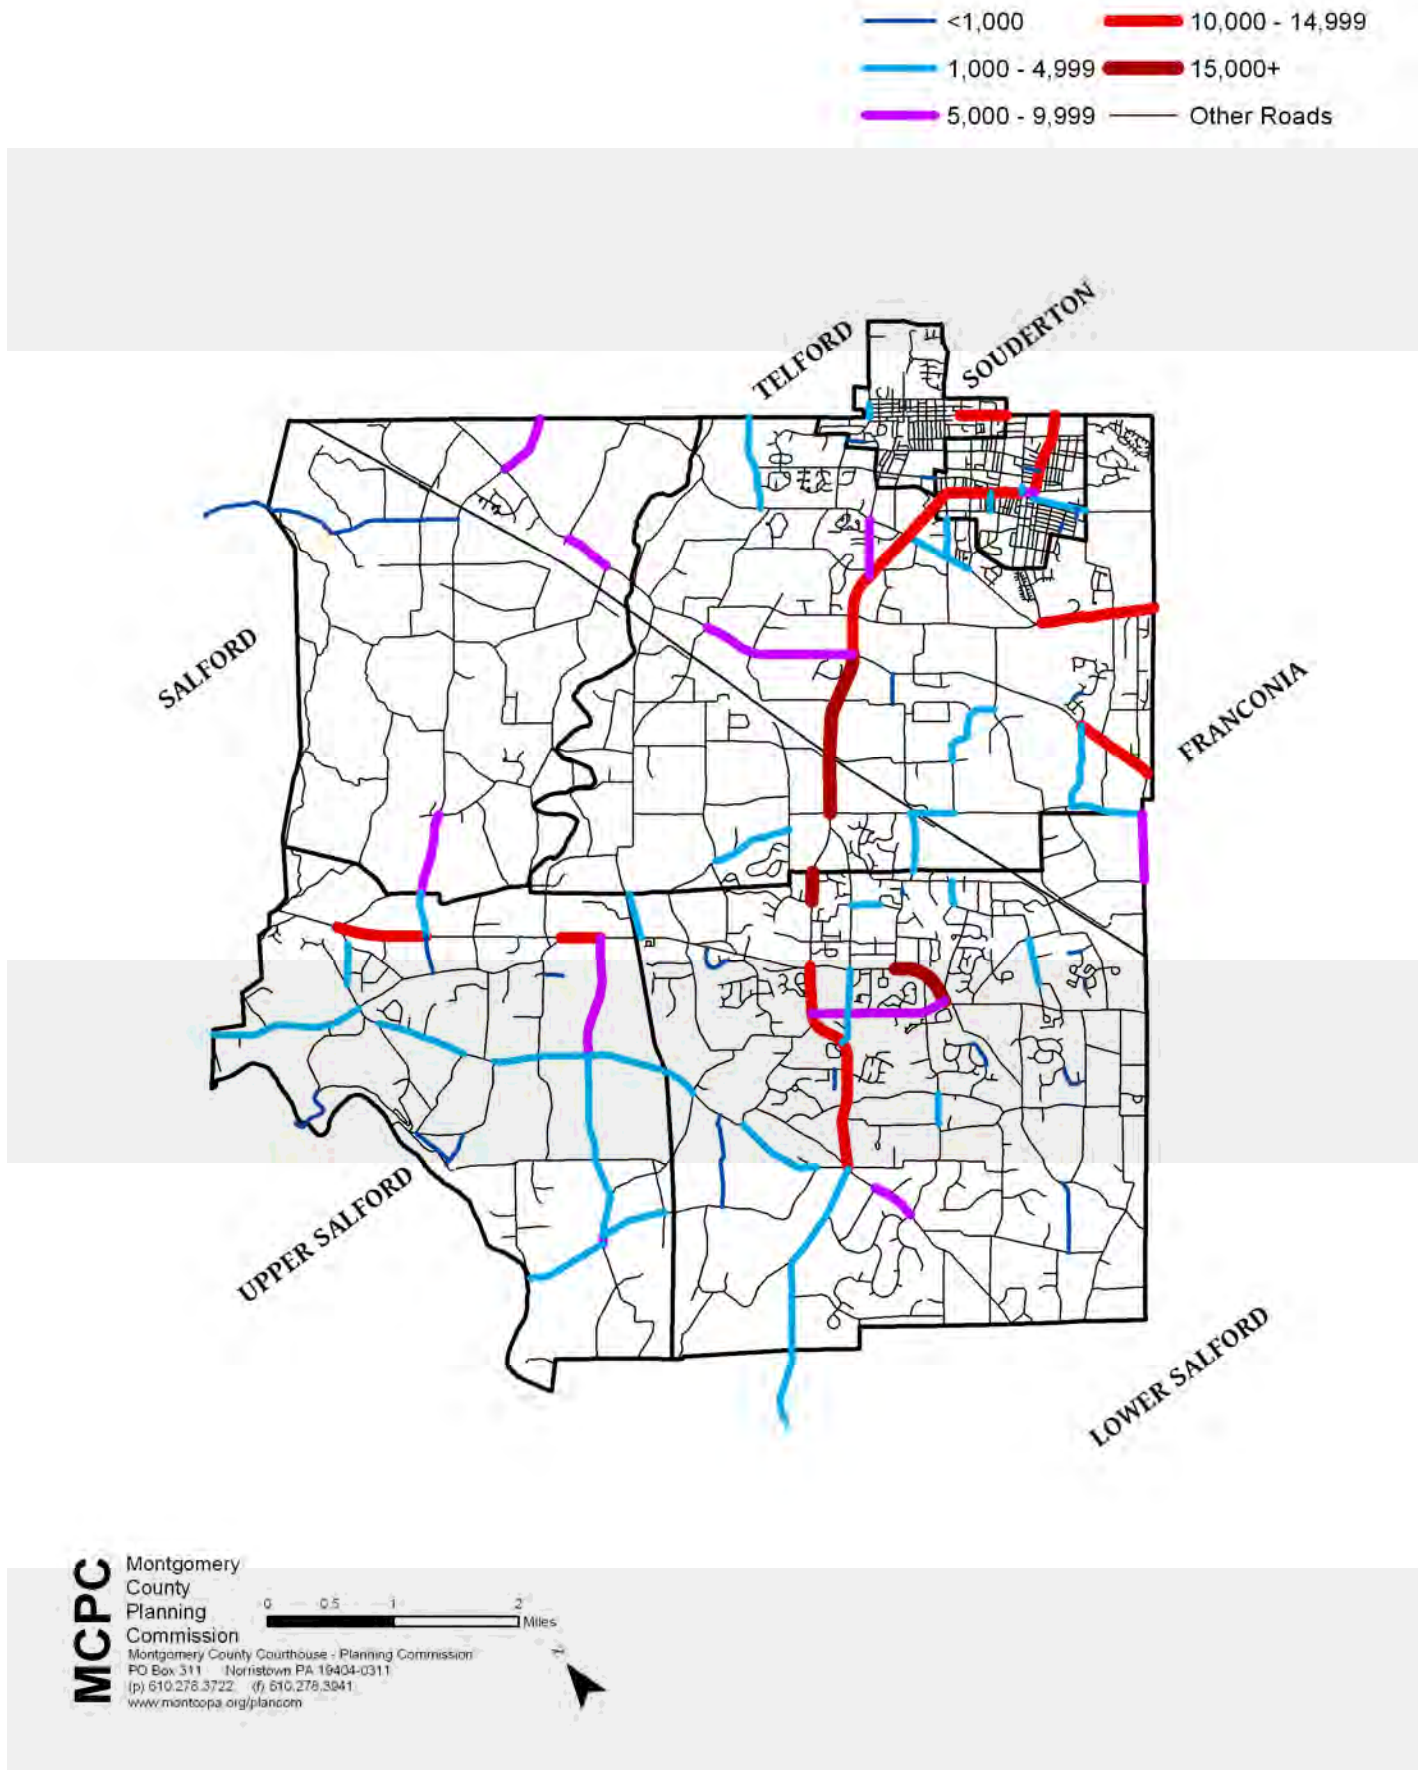 <1,000
10,000 - 14,999
1,000 - 4,999
15,000+
5,000 - 9,999
Other Roads
TELFORD
SOUDERTON
SALFORD
FRANCONIA
UPPER SALFORD
LOWER SALFORD
MCPC
Montgomery
County
Planning
Commission
0 0.5 1 2
Miles
Montgomery County Courthouse - Planning Commission
PO Box 311 Norristown PA 19404-0311
(p) 610.278.3722 (f) 610.278.3941
www.montcopa.org/plancom
N